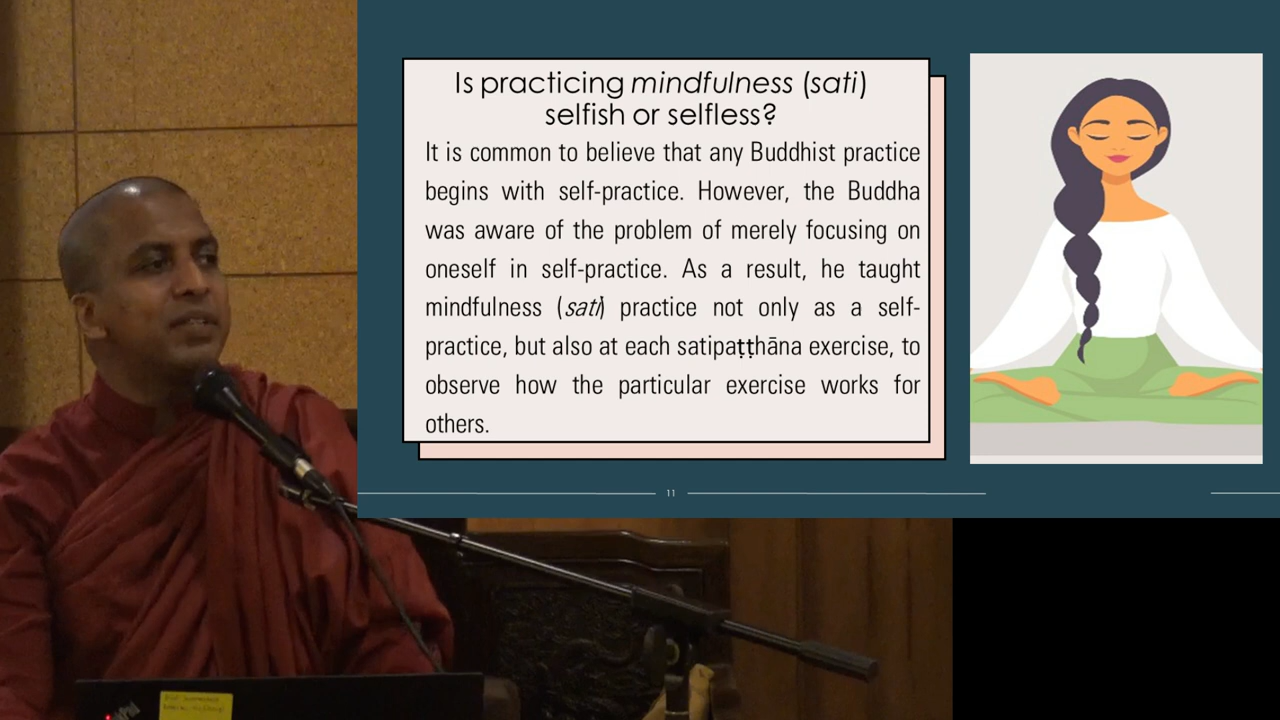 Is practicing mindfulness (sati)
selfish or selfless?
It is common to believe that any Buddhist practice
begins with self-practice. However, the Buddha
was aware of the problem of merely focusing on
oneself in self-practice. As a result, he taught
mindfulness (sati) practice not only as a self-
practice, but also at each satipaṭṭhāna exercise, to
observe how the particular exercise works for
others.
11